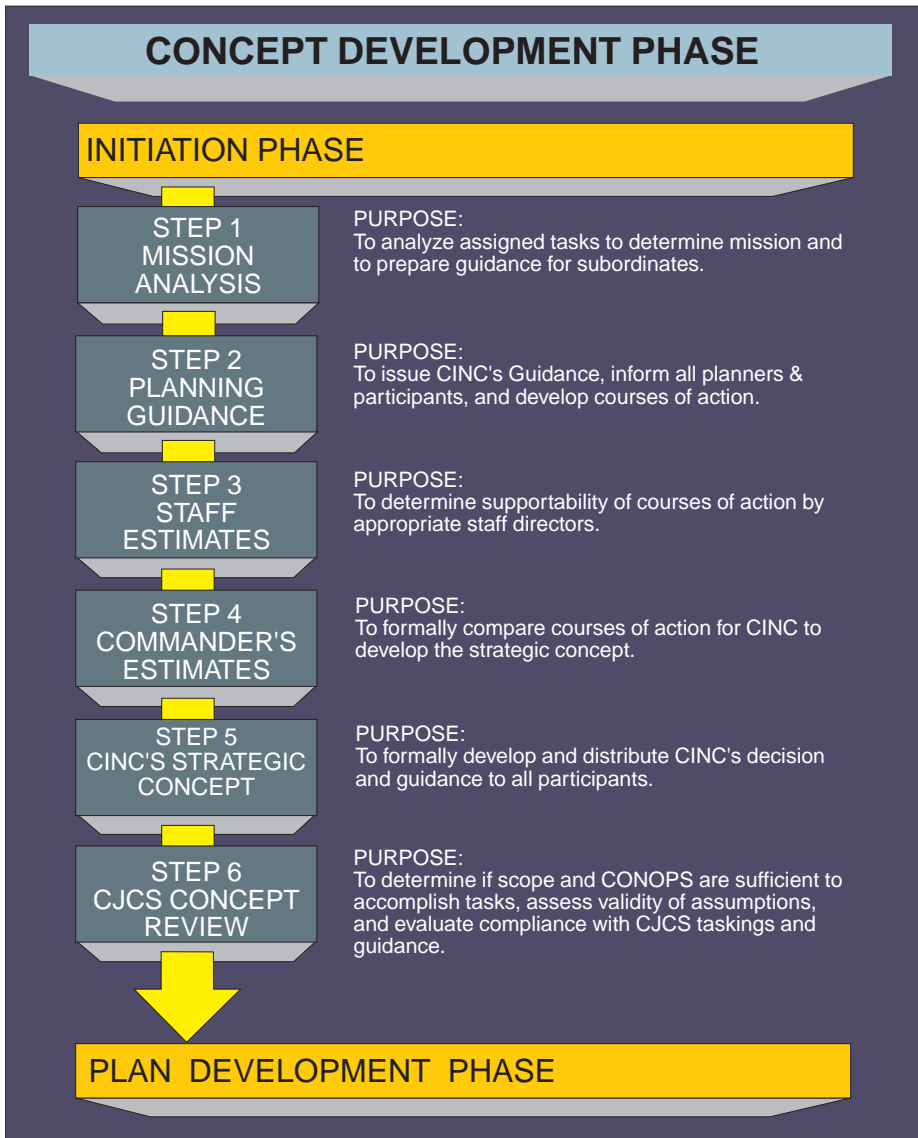 CONCEPT DEVELOPMENT PHASE
INITIATION PHASE
STEP 1
MISSION
ANALYSIS
PURPOSE:
To analyze assigned tasks to determine mission and
to prepare guidance for subordinates.
STEP 2
PLANNING
GUIDANCE
PURPOSE:
To issue CINC's Guidance, inform all planners &
participants, and develop courses of action.
STEP 3
STAFF
ESTIMATES
PURPOSE:
To determine supportability of courses of action by
appropriate staff directors.
STEP 4
COMMANDER'S
ESTIMATES
PURPOSE:
To formally compare courses of action for CINC to
develop the strategic concept.
STEP 5
CINC'S STRATEGIC
CONCEPT
PURPOSE:
To formally develop and distribute CINC's decision
and guidance to all participants.
STEP 6
CJCS CONCEPT
REVIEW
PURPOSE:
To determine if scope and CONOPS are sufficient to
accomplish tasks, assess validity of assumptions,
and evaluate compliance with CJCS taskings and
guidance.
PLAN DEVELOPMENT PHASE